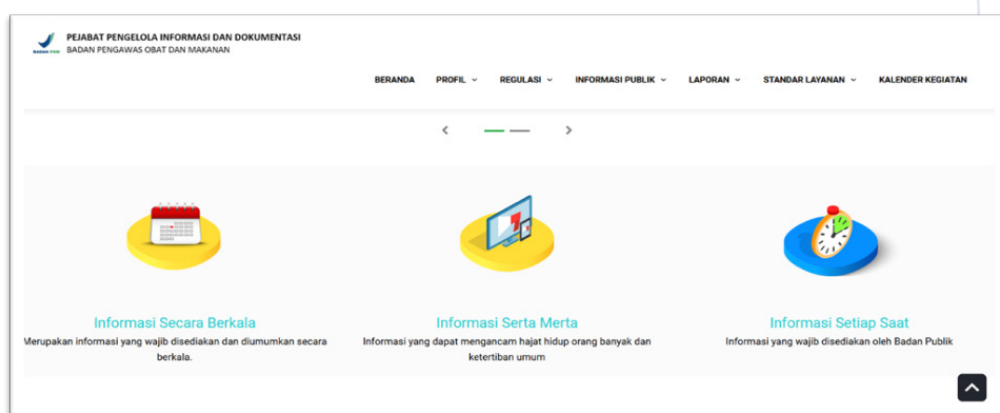 PEJABAT PENGELOLA INFORMASI DAN DOKUMENTASI
BADAN POM BADAN PENGAWAS OBAT DAN MAKANAN
BERANDA PROFIL REGULASI INFORMASI PUBLIK LAPORAN STANDAR LAYANAN KALENDER KEGIATAN
Informasi Secara Berkala
Merupakan informasi yang wajib disediakan dan diumumkan secara
berkala.
Informasi Serta Merta
Informasi yang dapat mengancam hajat hidup orang banyak dan
ketertiban umum
Informasi Setiap Saat
Informasi yang wajib disediakan oleh Badan Publik